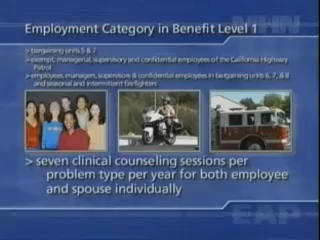 MHN
Employment Category in Benefit Level 1
> bargaining units 5 & 7
> exempt, managerial, supervisory and confidential employees of the California Highway
Patrol
> employees, managers, supervisors & confidential employees in bargaining units 6, 7, & 8
and seasonal and intermittent firefighters
> seven clinical counseling sessions per
problem type per year for both employee
and spouse individually
EAP